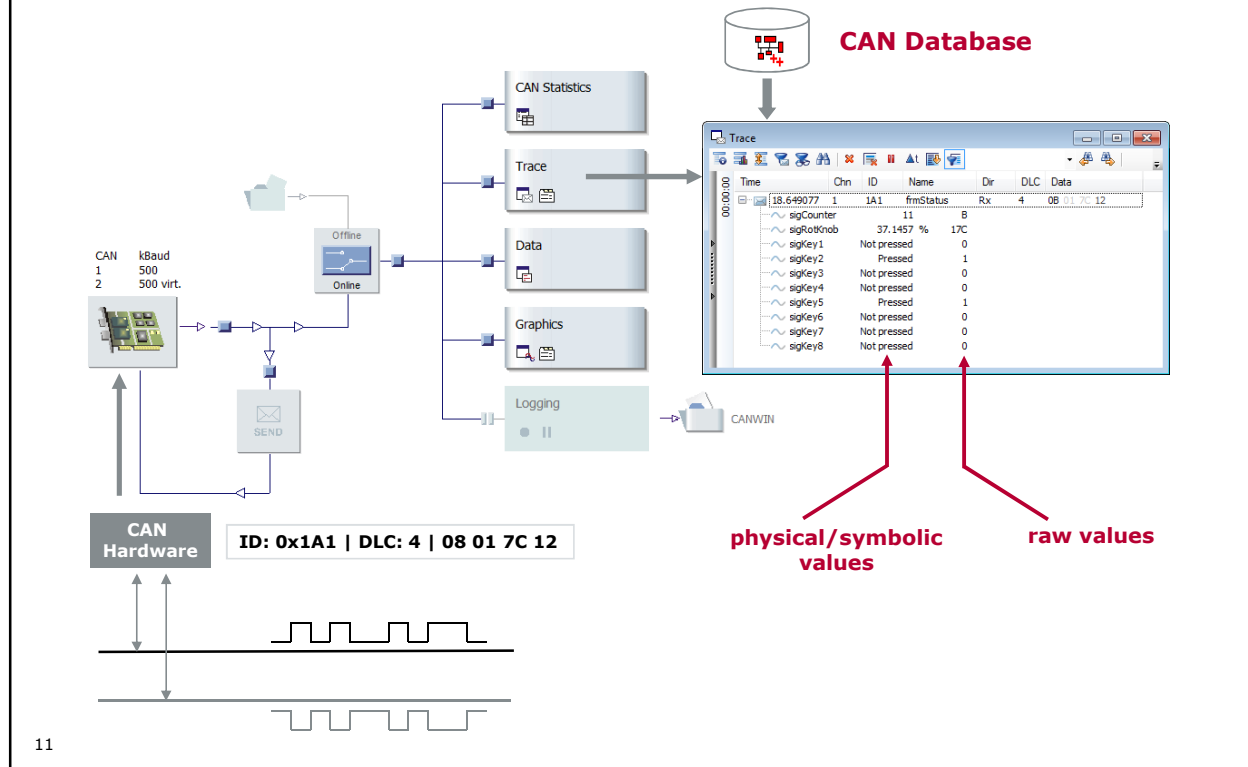 CAN Database
CAN Statistics
Trace
Data
Graphics
Logging
CANWIN
Offline
Online
CAN kBaud
1 500
2 500 virt.
SEND
CAN
Hardware
ID: 0x1A1 | DLC: 4 | 08 01 7C 12
Trace
Δt
00:00:00
Time Chn ID Name Dir DLC Data
18.649077 1 1A1 frmStatus Rx 4 0B 01 7C 12
sigCounter 11 B
sigRotKnob 37.1457 % 17C
sigKey1 Not pressed 0
sigKey2 Pressed 1
sigKey3 Not pressed 0
sigKey4 Not pressed 0
sigKey5 Pressed 1
sigKey6 Not pressed 0
sigKey7 Not pressed 0
sigKey8 Not pressed 0
physical/symbolic
values
raw values
11